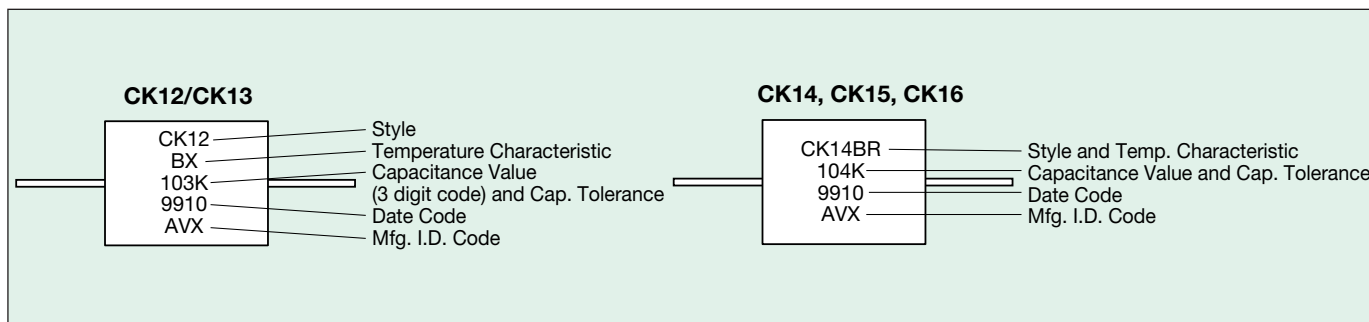 CK12/CK13
CK12
BX
103K
9910
AVX
Style
Temperature Characteristic
Capacitance Value
(3 digit code) and Cap. Tolerance
Date Code
Mfg. I.D. Code
CK14, CK15, CK16
CK14BR
104K
9910
AVX
Style and Temp. Characteristic
Capacitance Value and Cap. Tolerance
Date Code
Mfg. I.D. Code